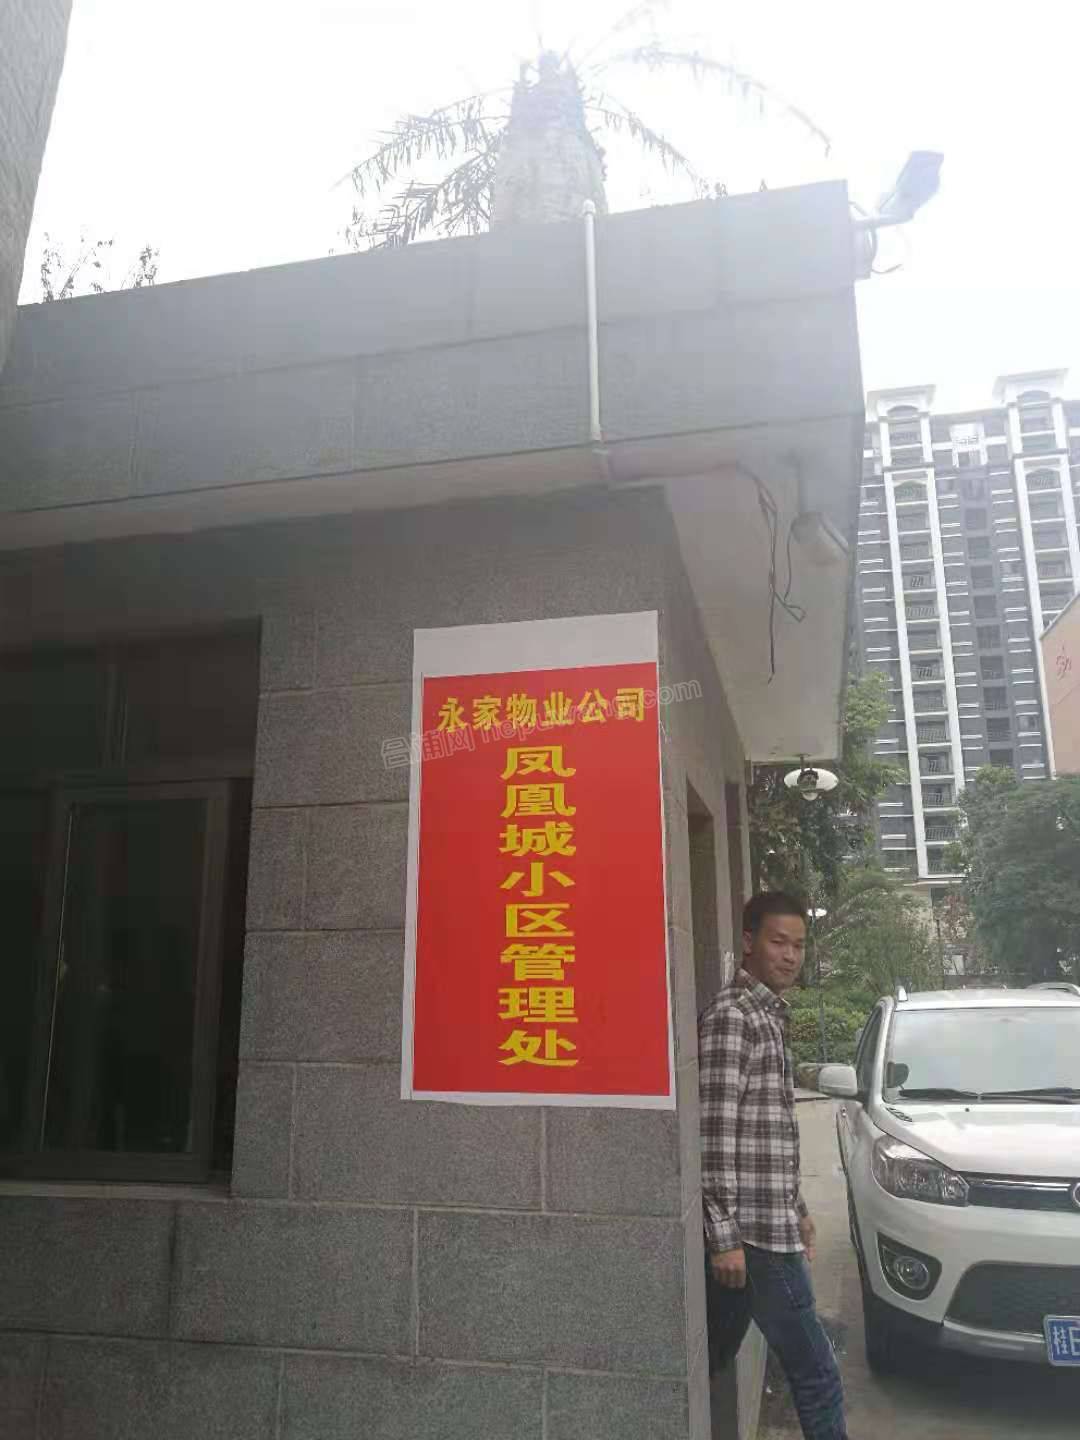 永家物业公司
凤凰城小区管理处
合浦网 hepuwang.com
桂E